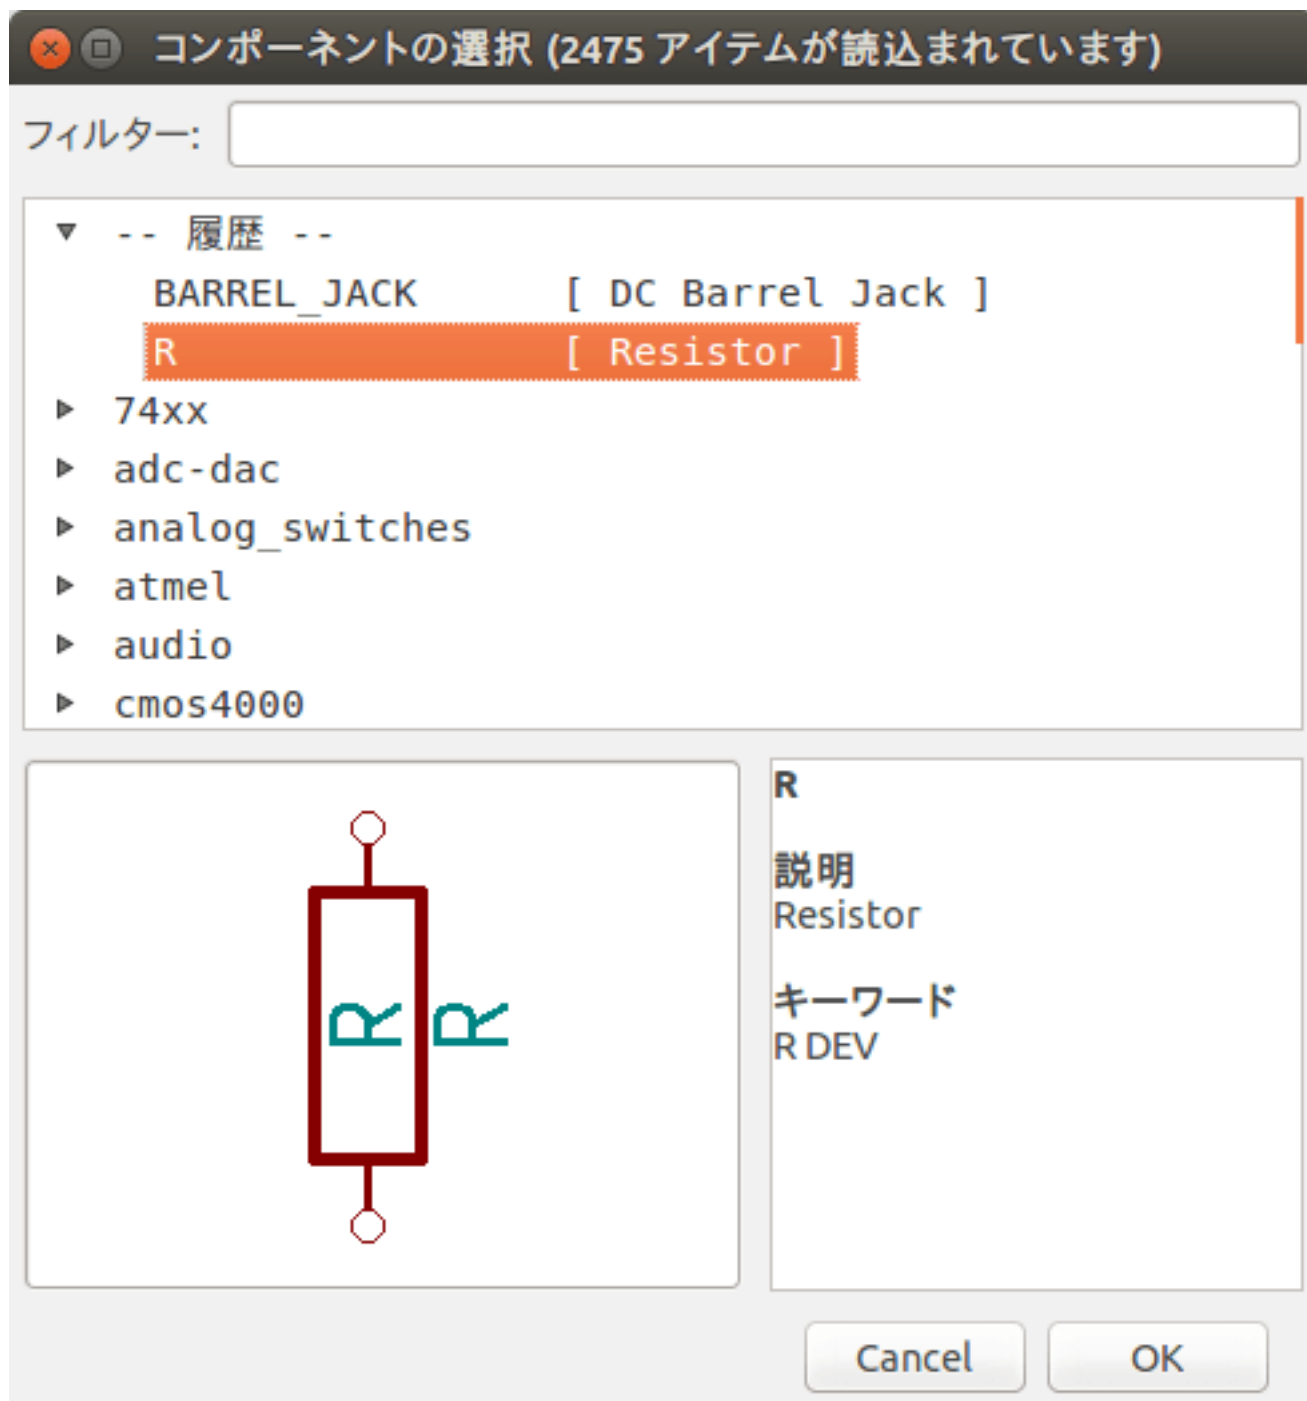 コンポーネントの選択 (2475 アイテムが読込まれています)
フィルター:
-- 履歴 --
BARREL_JACK [ DC Barrel Jack ]
R [ Resistor ]
74xx
adc-dac
analog_switches
atmel
audio
cmos4000
R R
R
説明
Resistor
キーワード
R DEV
Cancel OK